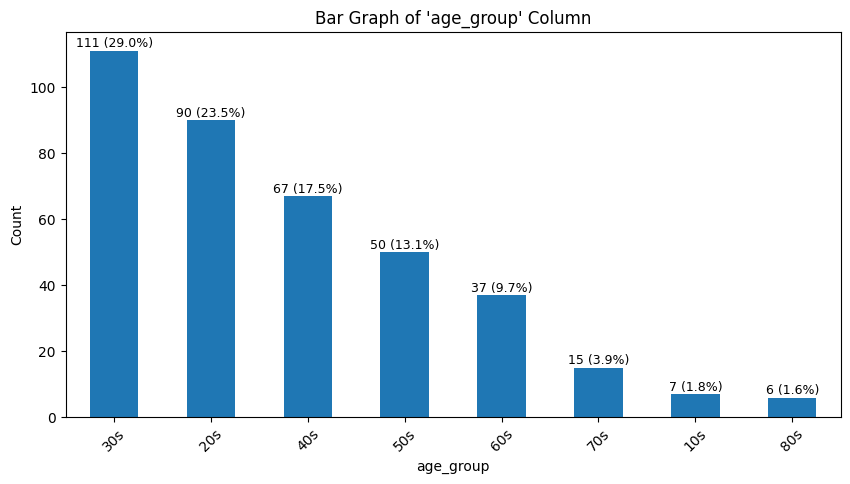 Bar Graph of 'age_group' Column
111 (29.0%)
90 (23.5%)
67 (17.5%)
50 (13.1%)
37 (9.7%)
15 (3.9%)
7 (1.8%)
6 (1.6%)
100
80
60
40
20
0
Count
30s
20s
40s
50s
60s
70s
10s
80s
age_group